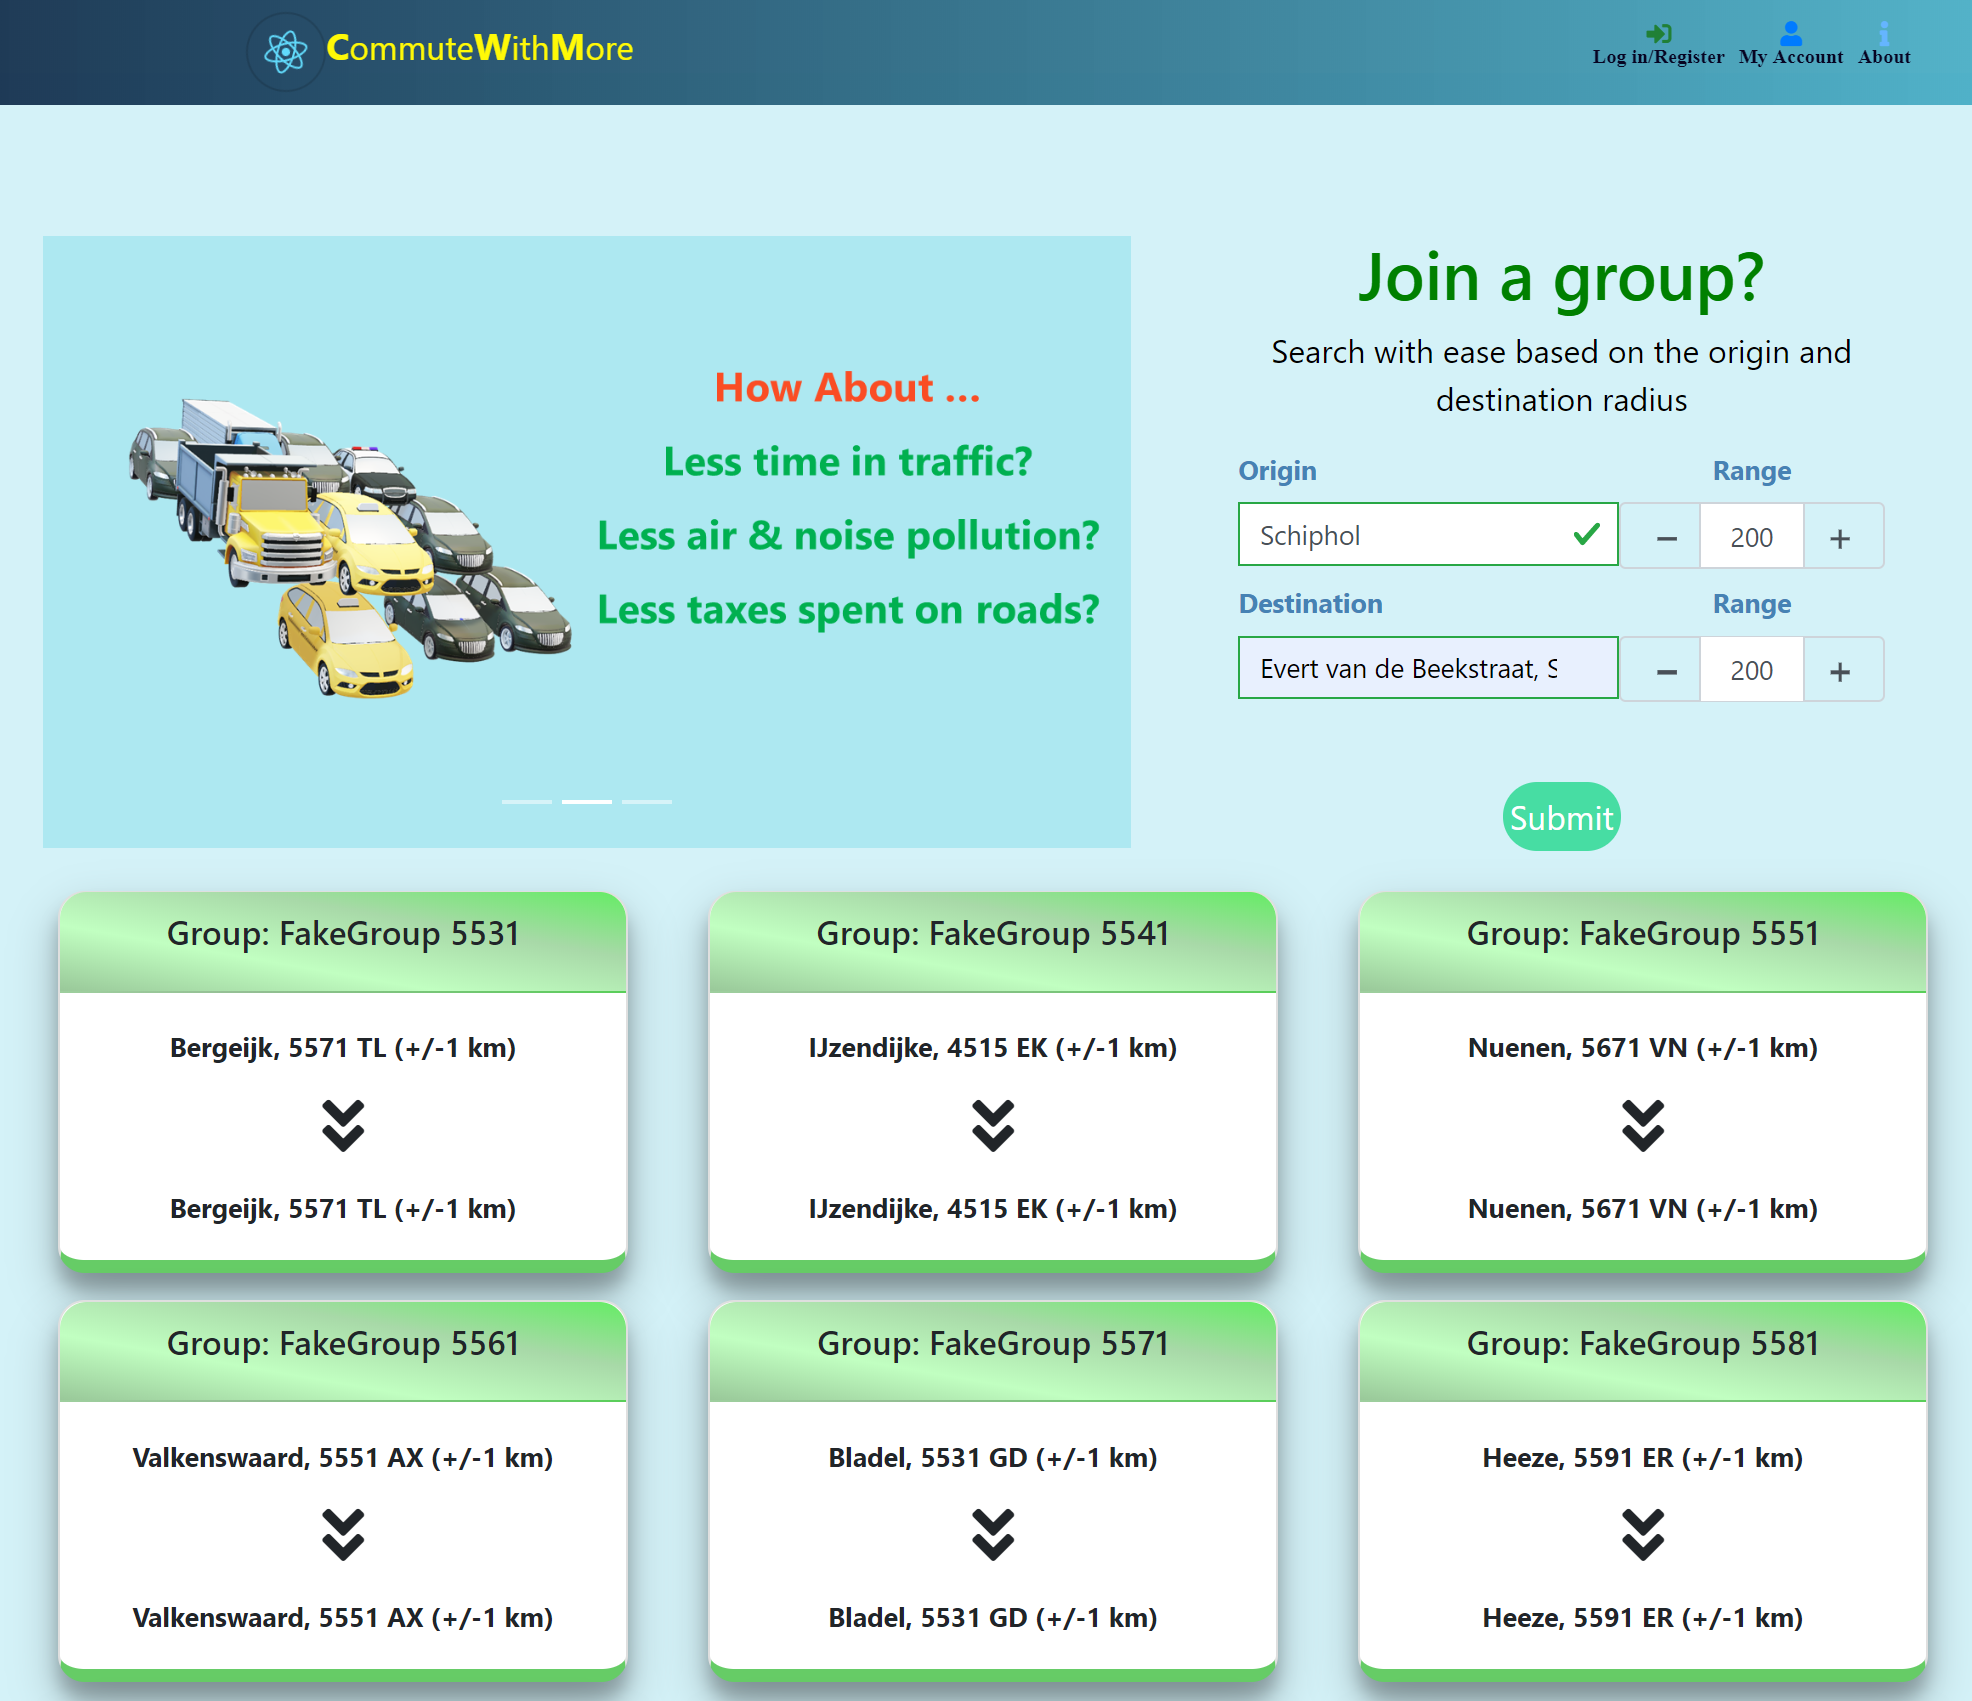 CommuteWithMore
Log in/Register My Account About
How About ...
Less time in traffic?
Less air & noise pollution?
Less taxes spent on roads?
Join a group?
Search with ease based on the origin and
destination radius
Origin Range
Schiphol 200
Destination Range
Evert van de Beekstraat, S 200
Submit
Group: FakeGroup 5531
Bergeijk, 5571 TL (+/-1 km)
Bergeijk, 5571 TL (+/-1 km)
Group: FakeGroup 5541
IJzendijke, 4515 EK (+/-1 km)
IJzendijke, 4515 EK (+/-1 km)
Group: FakeGroup 5551
Nuenen, 5671 VN (+/-1 km)
Nuenen, 5671 VN (+/-1 km)
Group: FakeGroup 5561
Valkenswaard, 5551 AX (+/-1 km)
Valkenswaard, 5551 AX (+/-1 km)
Group: FakeGroup 5571
Bladel, 5531 GD (+/-1 km)
Bladel, 5531 GD (+/-1 km)
Group: FakeGroup 5581
Heeze, 5591 ER (+/-1 km)
Heeze, 5591 ER (+/-1 km)